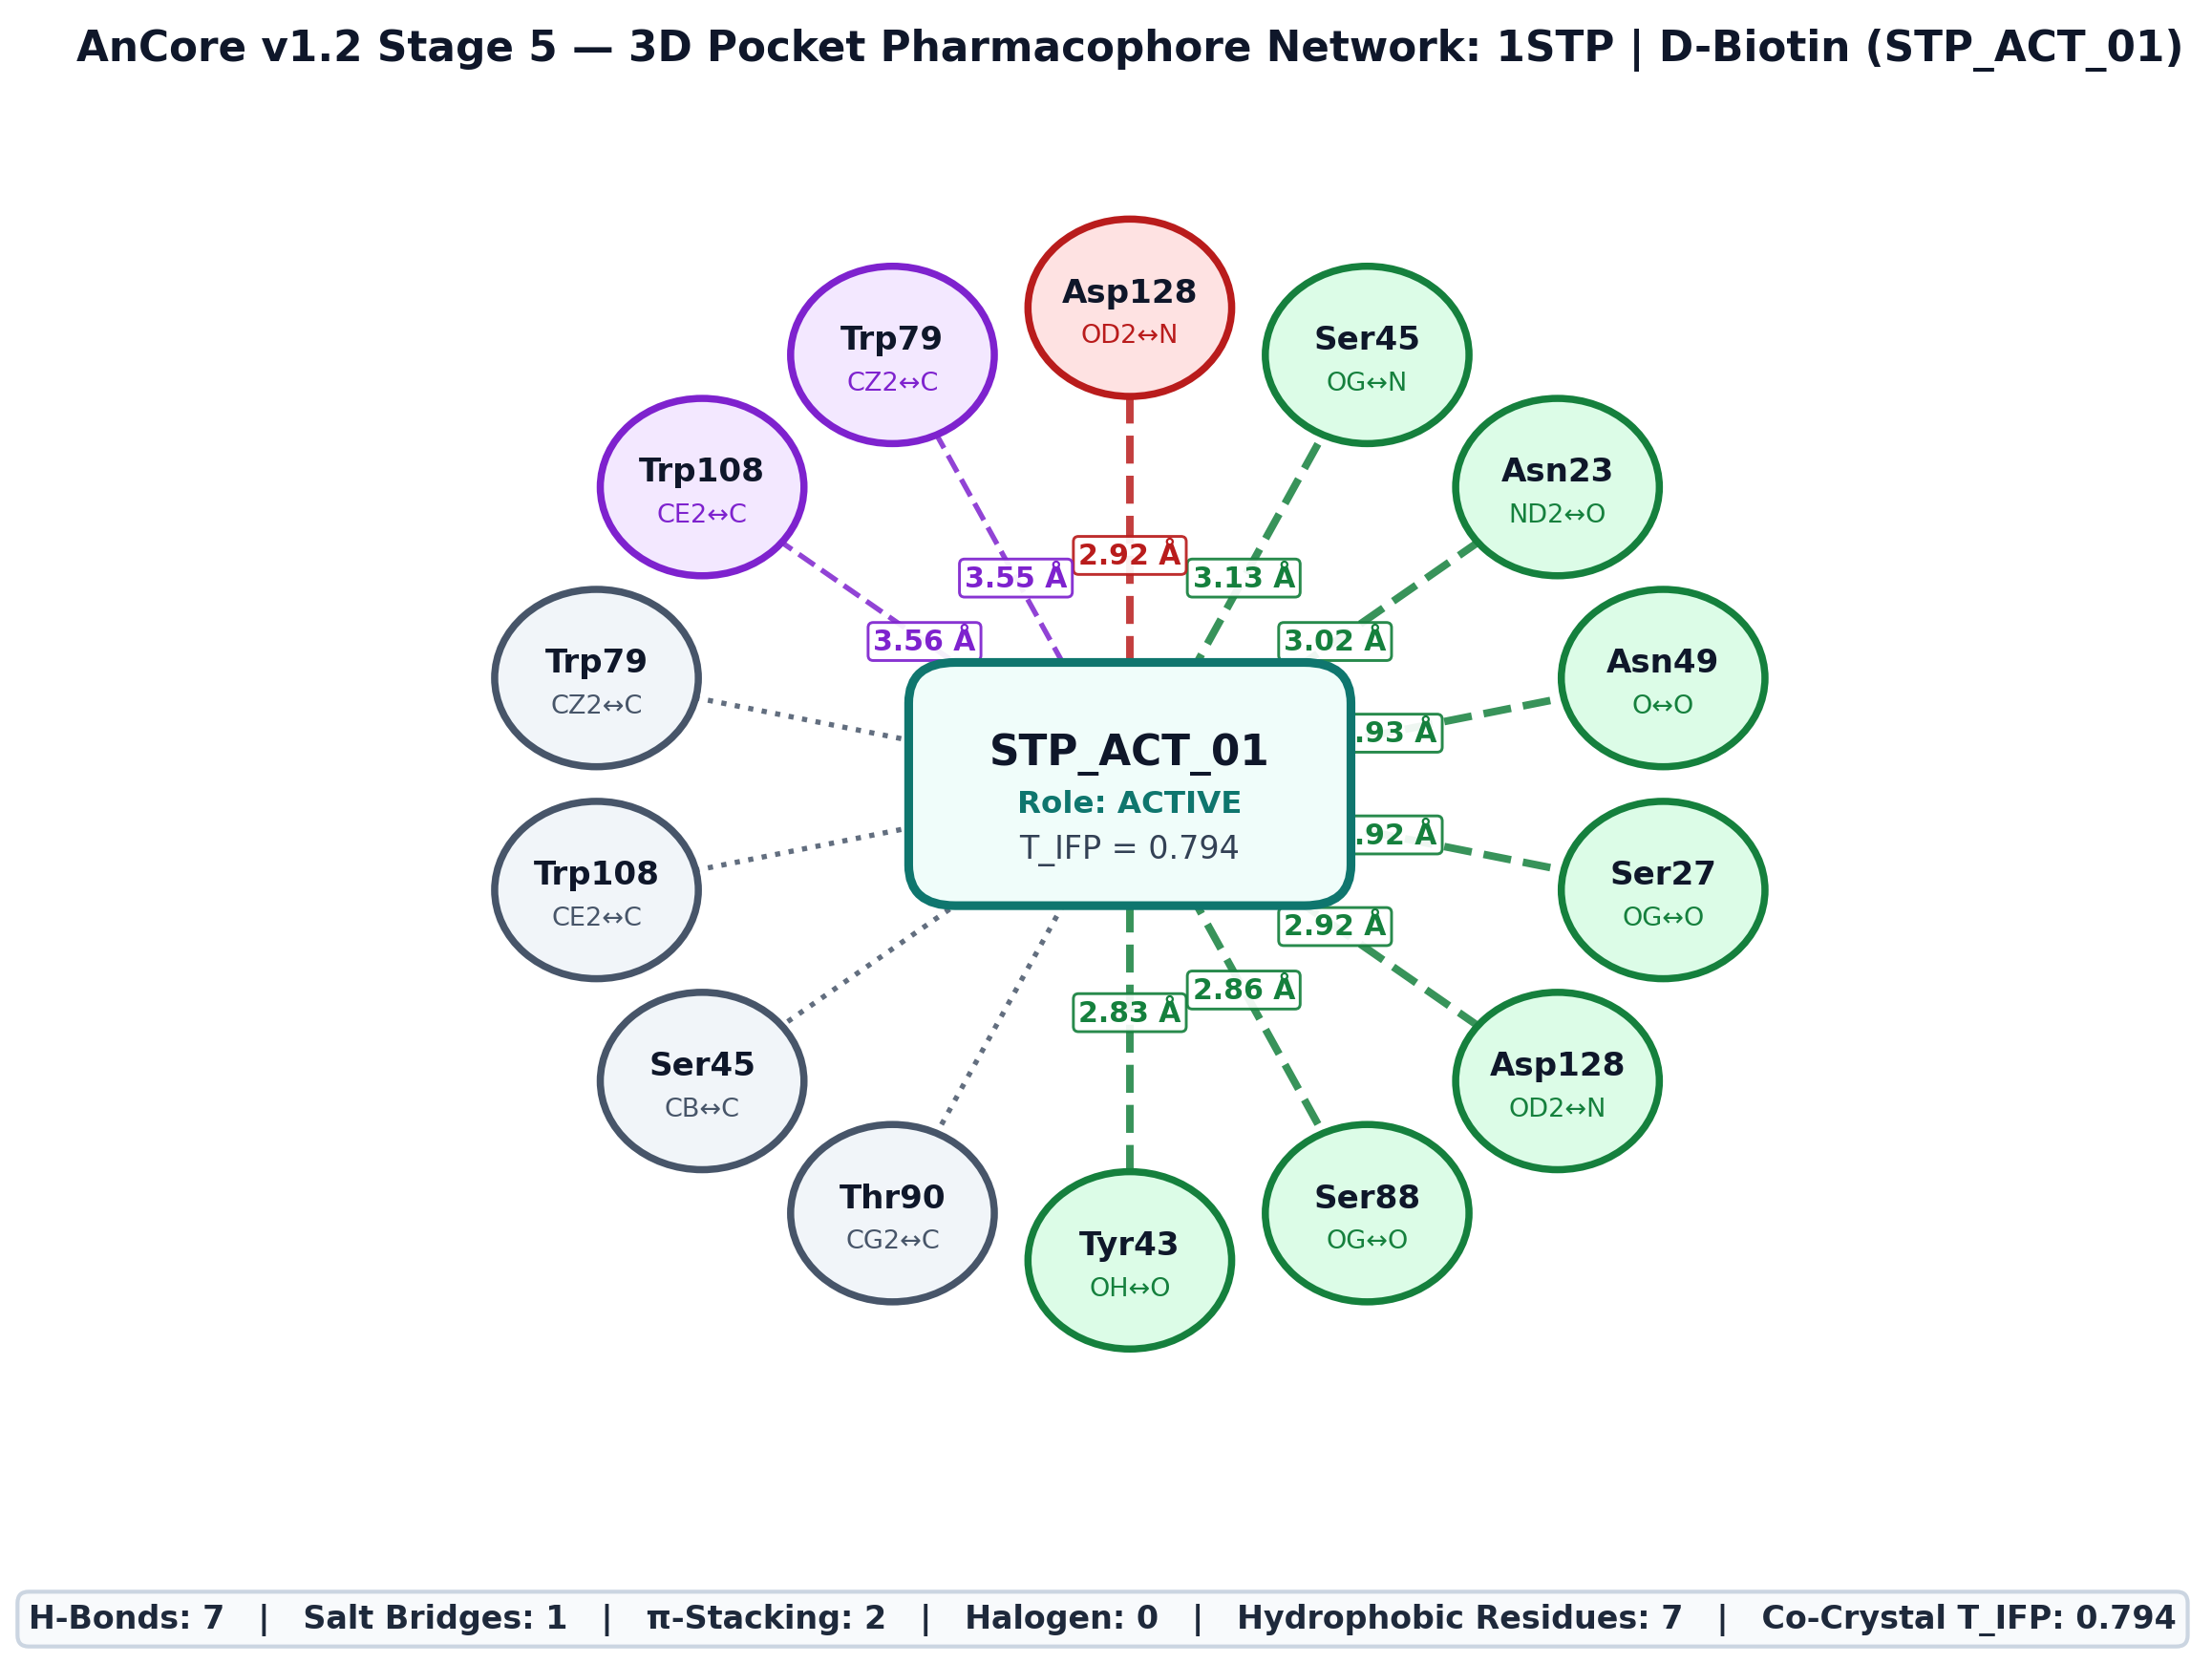 AnCore v1.2 Stage 5 — 3D Pocket Pharmacophore Network: 1STP | D-Biotin (STP_ACT_01)
Asp128
OD2↔N
Trp79
CZ2↔C
Ser45
OG↔N
Trp108
CE2↔C
Asn23
ND2↔O
2.92 Å
3.55 Å
3.13 Å
3.56 Å
3.02 Å
Trp79
CZ2↔C
Asn49
O↔O
.93 Å
STP_ACT_01
Role: ACTIVE
T_IFP = 0.794
.92 Å
Trp108
CE2↔C
Ser27
OG↔O
2.92 Å
2.86 Å
2.83 Å
Ser45
CB↔C
Asp128
OD2↔N
Thr90
CG2↔C
Ser88
OG↔O
Tyr43
OH↔O
H-Bonds: 7 | Salt Bridges: 1 | π-Stacking: 2 | Halogen: 0 | Hydrophobic Residues: 7 | Co-Crystal T_IFP: 0.794